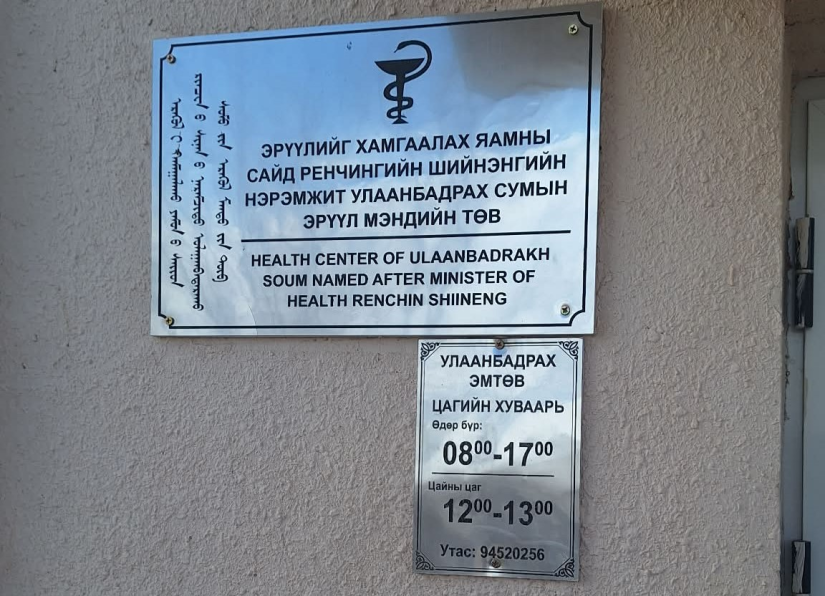 ЭРҮҮЛИЙГ ХАМГААЛАХ ЯАМНЫ
САЙД РЕНЧИНГИЙН ШИЙНЭНГИЙН
НЭРЭМЖИТ УЛААНБАДРАХ СУМЫН
ЭРҮҮЛ МЭНДИЙН ТӨВ
HEALTH CENTER OF ULAANBADRAKH
SOUM NAMED AFTER MINISTER OF
HEALTH RENCHIN SHIINENG
УЛААНБАДРАХ
ЭМТӨВ
ЦАГИЙН ХУВААРЬ
Өдөр бүр:
08⁰⁰-17⁰⁰
Цайны цаг
12⁰⁰-13⁰⁰
Утас: 94520256